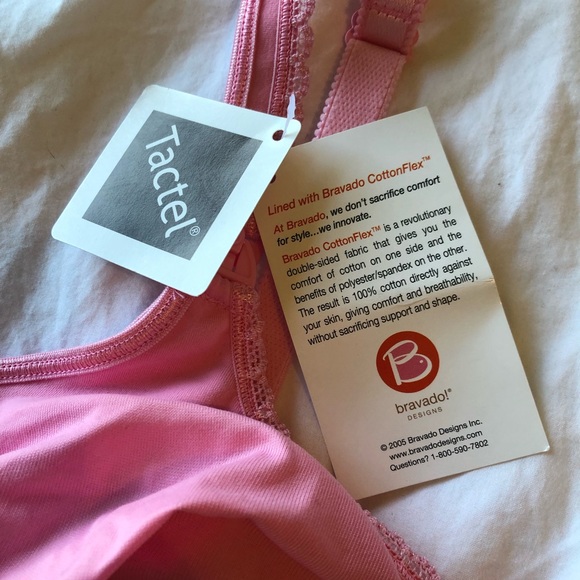 Tactel®
Lined with Bravado CottonFlex™
At Bravado, we don't sacrifice comfort
for style...we innovate.
Bravado CottonFlex™ is a revolutionary
double-sided fabric that gives you the
comfort of cotton on one side and the
benefits of polyester/spandex on the other.
The result is 100% cotton directly against
your skin, giving comfort and breathability,
without sacrificing support and shape.
B
bravado!®
DESIGNS
© 2005 Bravado Designs Inc.
www.bravadodesigns.com
Questions? 1-800-590-7802